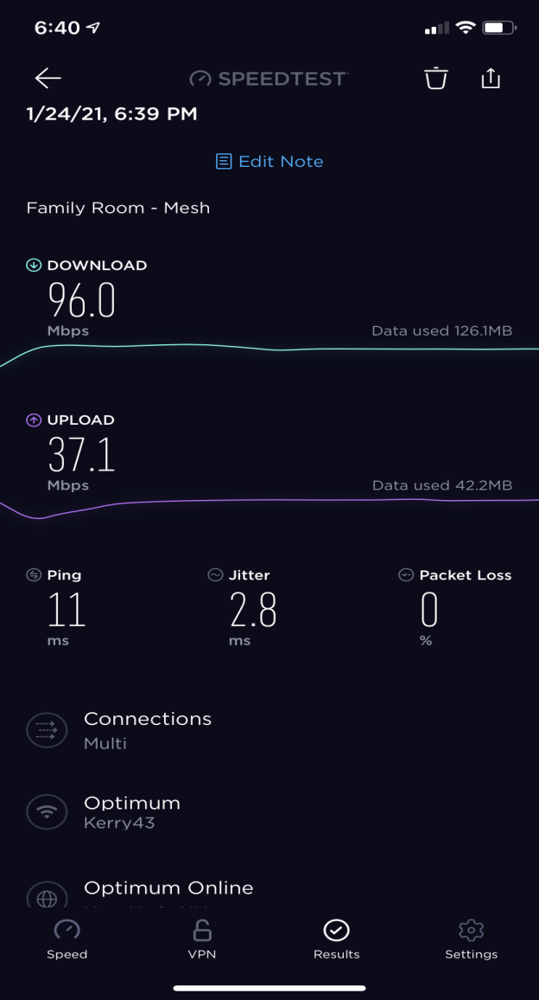 6:40
SPEEDTEST
1/24/21, 6:39 PM
Edit Note
Family Room - Mesh
DOWNLOAD
96.0
Mbps
Data used 126.1MB
UPLOAD
37.1
Mbps
Data used 42.2MB
Ping Jitter Packet Loss
11 2.8 0
ms ms %
Connections
Multi
Optimum
Kerry43
Optimum Online
Speed VPN Results Settings